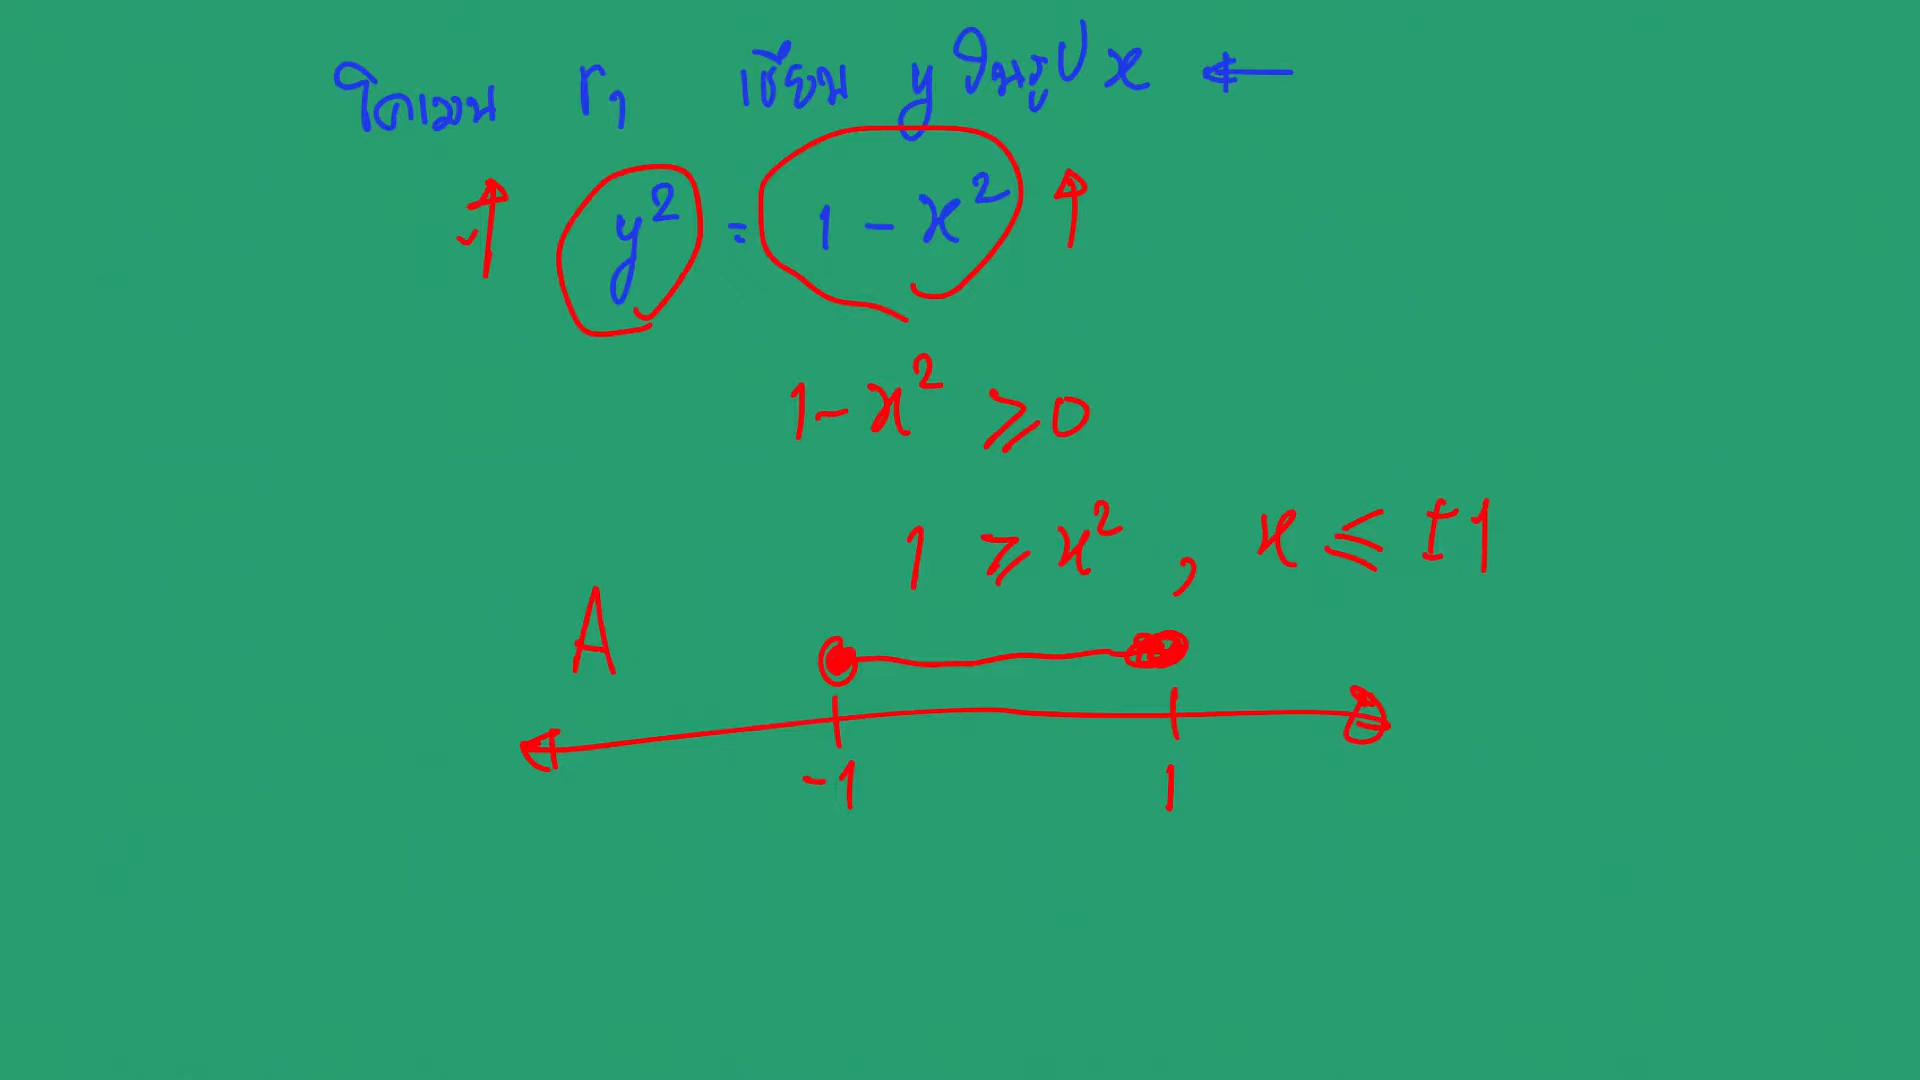 โดเมน r₁ เขียน y ในรูป x ←
y² = 1 - x²
1 - x² ≥ 0
1 ≥ x² , x ≤ ±1
A
-1 1